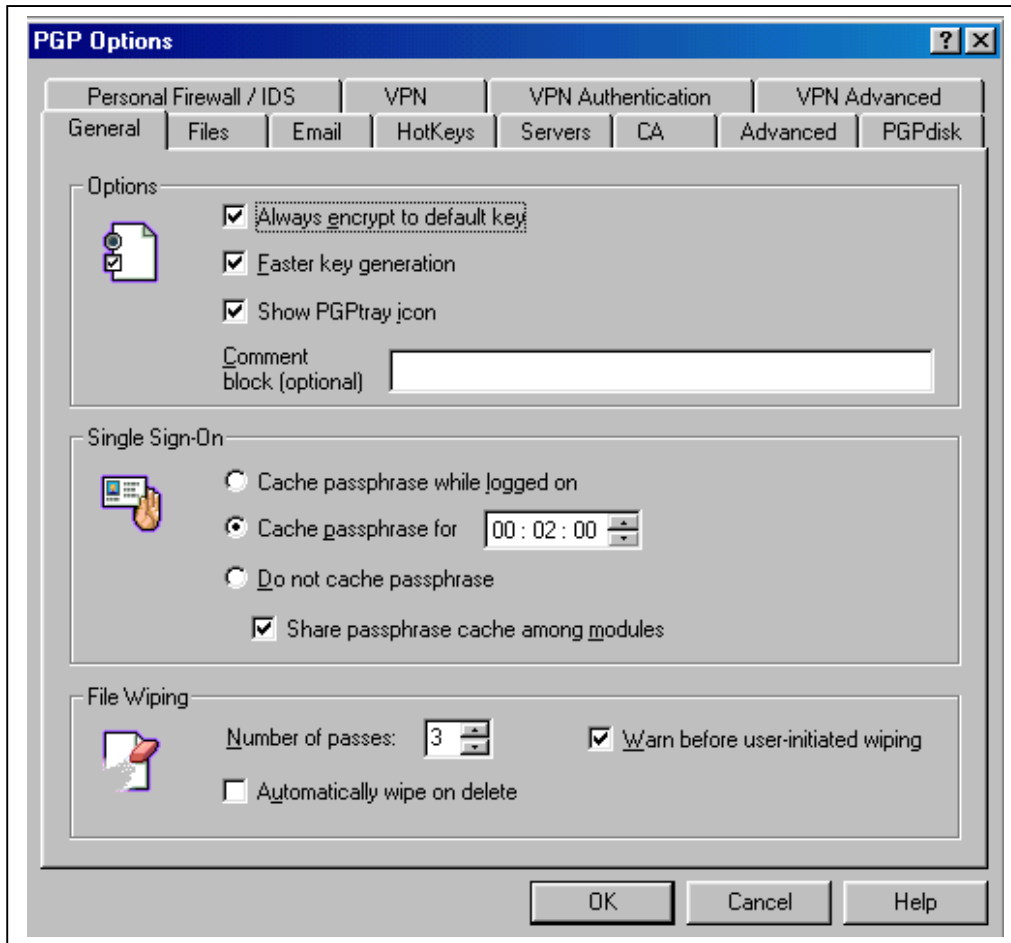 PGP Options
Personal Firewall / IDS VPN VPN Authentication VPN Advanced
General Files Email HotKeys Servers CA Advanced PGPdisk
Options
Always encrypt to default key
Faster key generation
Show PGPtray icon
Comment
block (optional)
Single Sign-On
Cache passphrase while logged on
Cache passphrase for 00 : 02 : 00
Do not cache passphrase
Share passphrase cache among modules
File Wiping
Number of passes: 3 Warn before user-initiated wiping
Automatically wipe on delete
OK Cancel Help